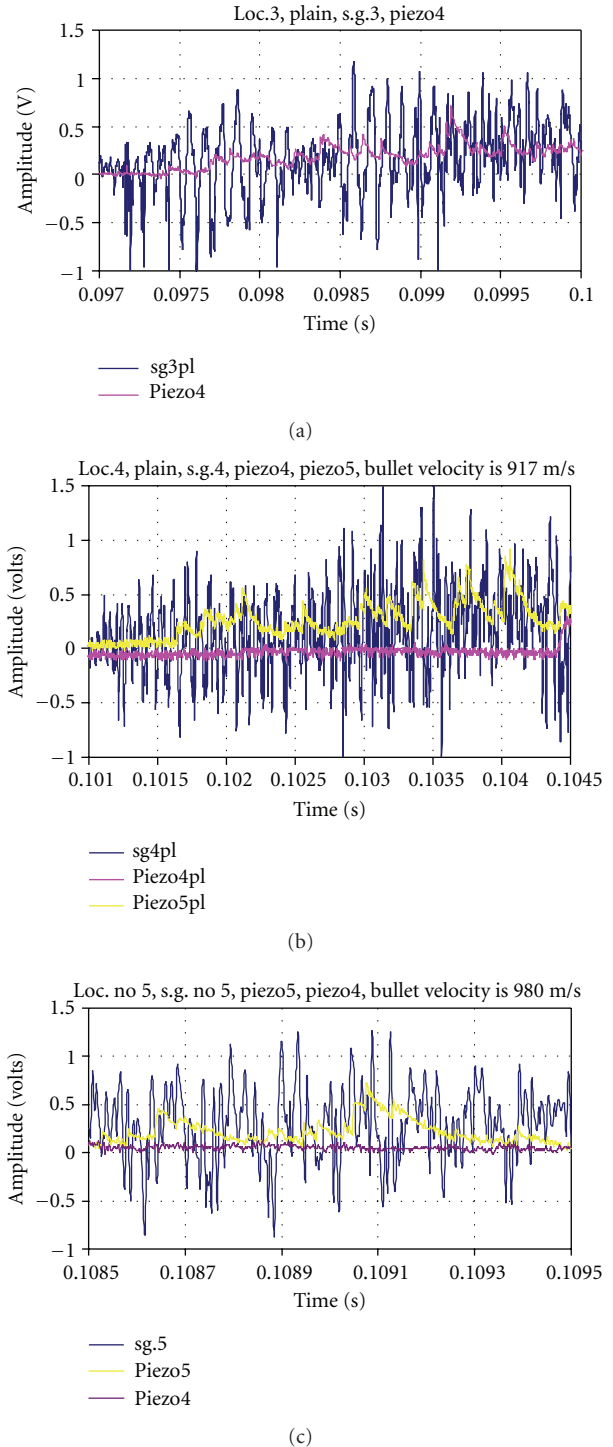 Loc.3, plain, s.g.3, piezo4
1.5
1
0.5
0
−0.5
−1
Amplitude (V)
0.097 0.0975 0.098 0.0985 0.099 0.0995 0.1
Time (s)
sg3pl
Piezo4
(a)
Loc.4, plain, s.g.4, piezo4, piezo5, bullet velocity is 917 m/s
1.5
1
0.5
0
−0.5
−1
Amplitude (volts)
0.101 0.1015 0.102 0.1025 0.103 0.1035 0.104 0.1045
Time (s)
sg4pl
Piezo4pl
Piezo5pl
(b)
Loc. no 5, s.g. no 5, piezo5, piezo4, bullet velocity is 980 m/s
1.5
1
0.5
0
−0.5
−1
Amplitude (volts)
0.1085 0.1087 0.1089 0.1091 0.1093 0.1095
Time (s)
sg.5
Piezo5
Piezo4
(c)